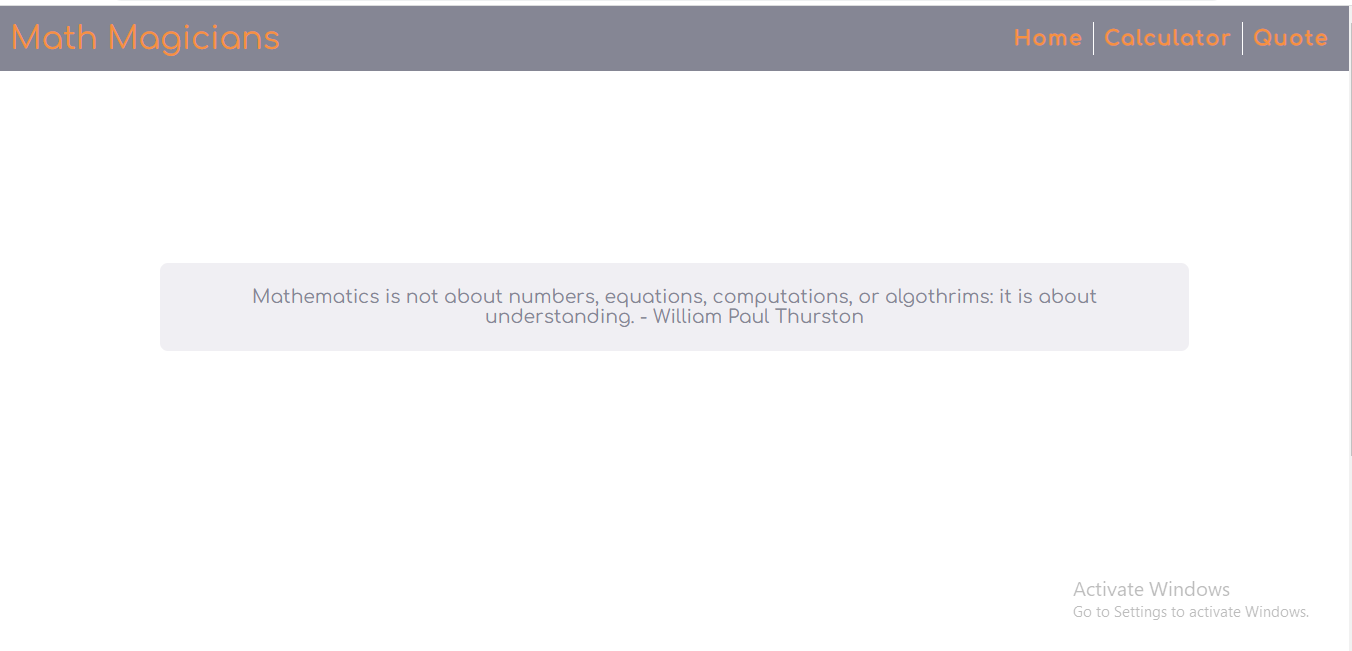 Math Magicians
Home
Calculator
Quote
Mathematics is not about numbers, equations, computations, or algothrims: it is about
understanding. - William Paul Thurston
Activate Windows
Go to Settings to activate Windows.